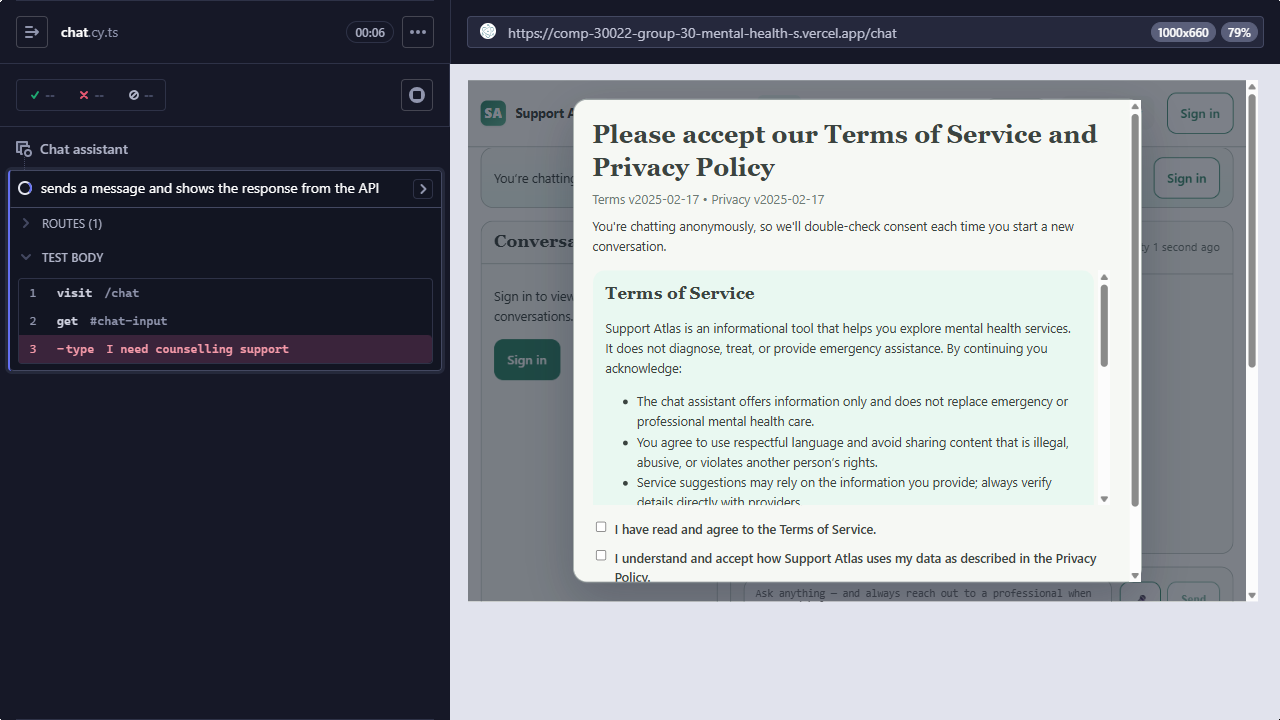 chat.cy.ts
00:06
--
--
--
Chat assistant
sends a message and shows the response from the API
ROUTES (1)
TEST BODY
1 visit /chat
2 get #chat-input
3 -type I need counselling support
https://comp-30022-group-30-mental-health-s.vercel.app/chat
1000x660
79%
SA Support A
Sign in
You're chatting
Sign in
Conversa
y 1 second ago
Sign in to view
conversations.
Sign in
Please accept our Terms of Service and
Privacy Policy
Terms v2025-02-17 • Privacy v2025-02-17
You're chatting anonymously, so we'll double-check consent each time you start a new
conversation.
Terms of Service
Support Atlas is an informational tool that helps you explore mental health services.
It does not diagnose, treat, or provide emergency assistance. By continuing you
acknowledge:
• The chat assistant offers information only and does not replace emergency or
professional mental health care.
• You agree to use respectful language and avoid sharing content that is illegal,
abusive, or violates another person's rights.
• Service suggestions may rely on the information you provide; always verify
details directly with providers.
I have read and agree to the Terms of Service.
I understand and accept how Support Atlas uses my data as described in the Privacy
Policy.
Ask anything — and always reach out to a professional when
Send